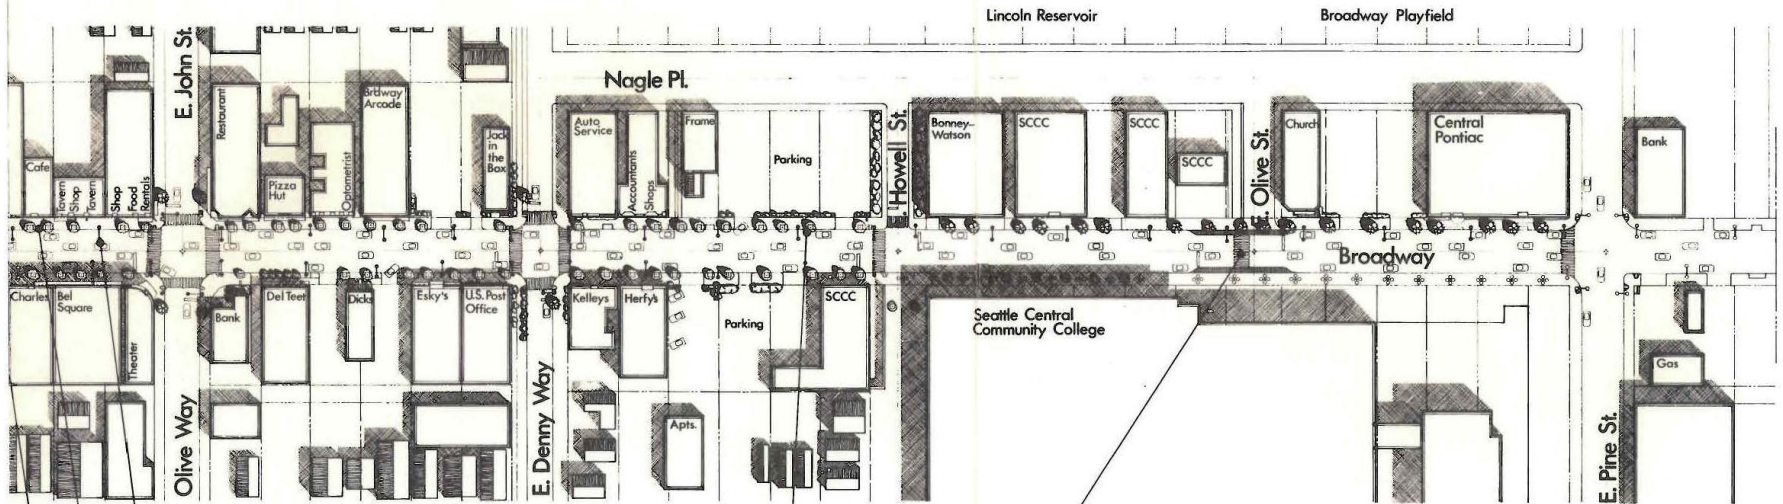 Lincoln Reservoir
Broadway Playfield
Nagle Pl.
E. John St.
E. Howell St.
E. Olive St.
Cafe
Tavern
Shop
Tavern
Shop
Food
Rentals
Restaurant
Pizza
Hut
Optometrist
Brdway
Arcade
Jack
in
the
Box
Auto
Service
Accountants
Shops
Frame
Parking
Bonney-
Watson
SCCC
SCCC
SCCC
Church
Central
Pontiac
Bank
Broadway
Charles
Bel
Square
Theater
Bank
Del Teet
Dicks
Esky's
U.S. Post
Office
Kelleys
Herfy's
Parking
SCCC
Seattle Central
Community College
Gas
Apts.
Olive Way
E. Denny Way
E. Pine St.